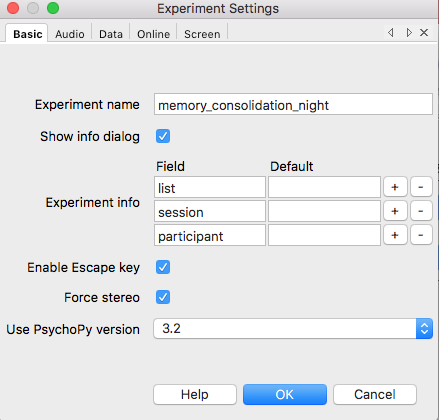 Experiment Settings
Basic Audio Data Online Screen
Experiment name memory_consolidation_night
Show info dialog
Field Default
Experiment info
list + -
session + -
participant + -
Enable Escape key
Force stereo
Use PsychoPy version 3.2
Help OK Cancel